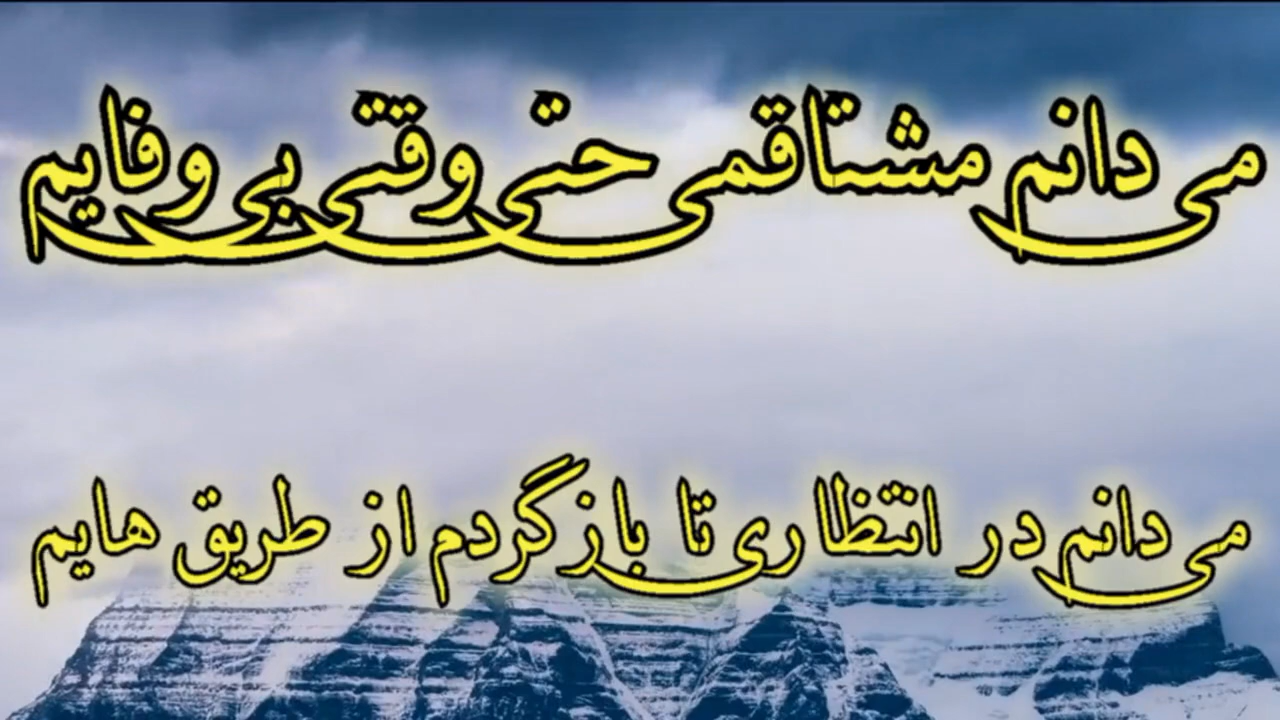 می دانم مشتاقمی حتی وقتی بی وفایم
می دانم در انتظاری تا بازگردم از طریق هایم